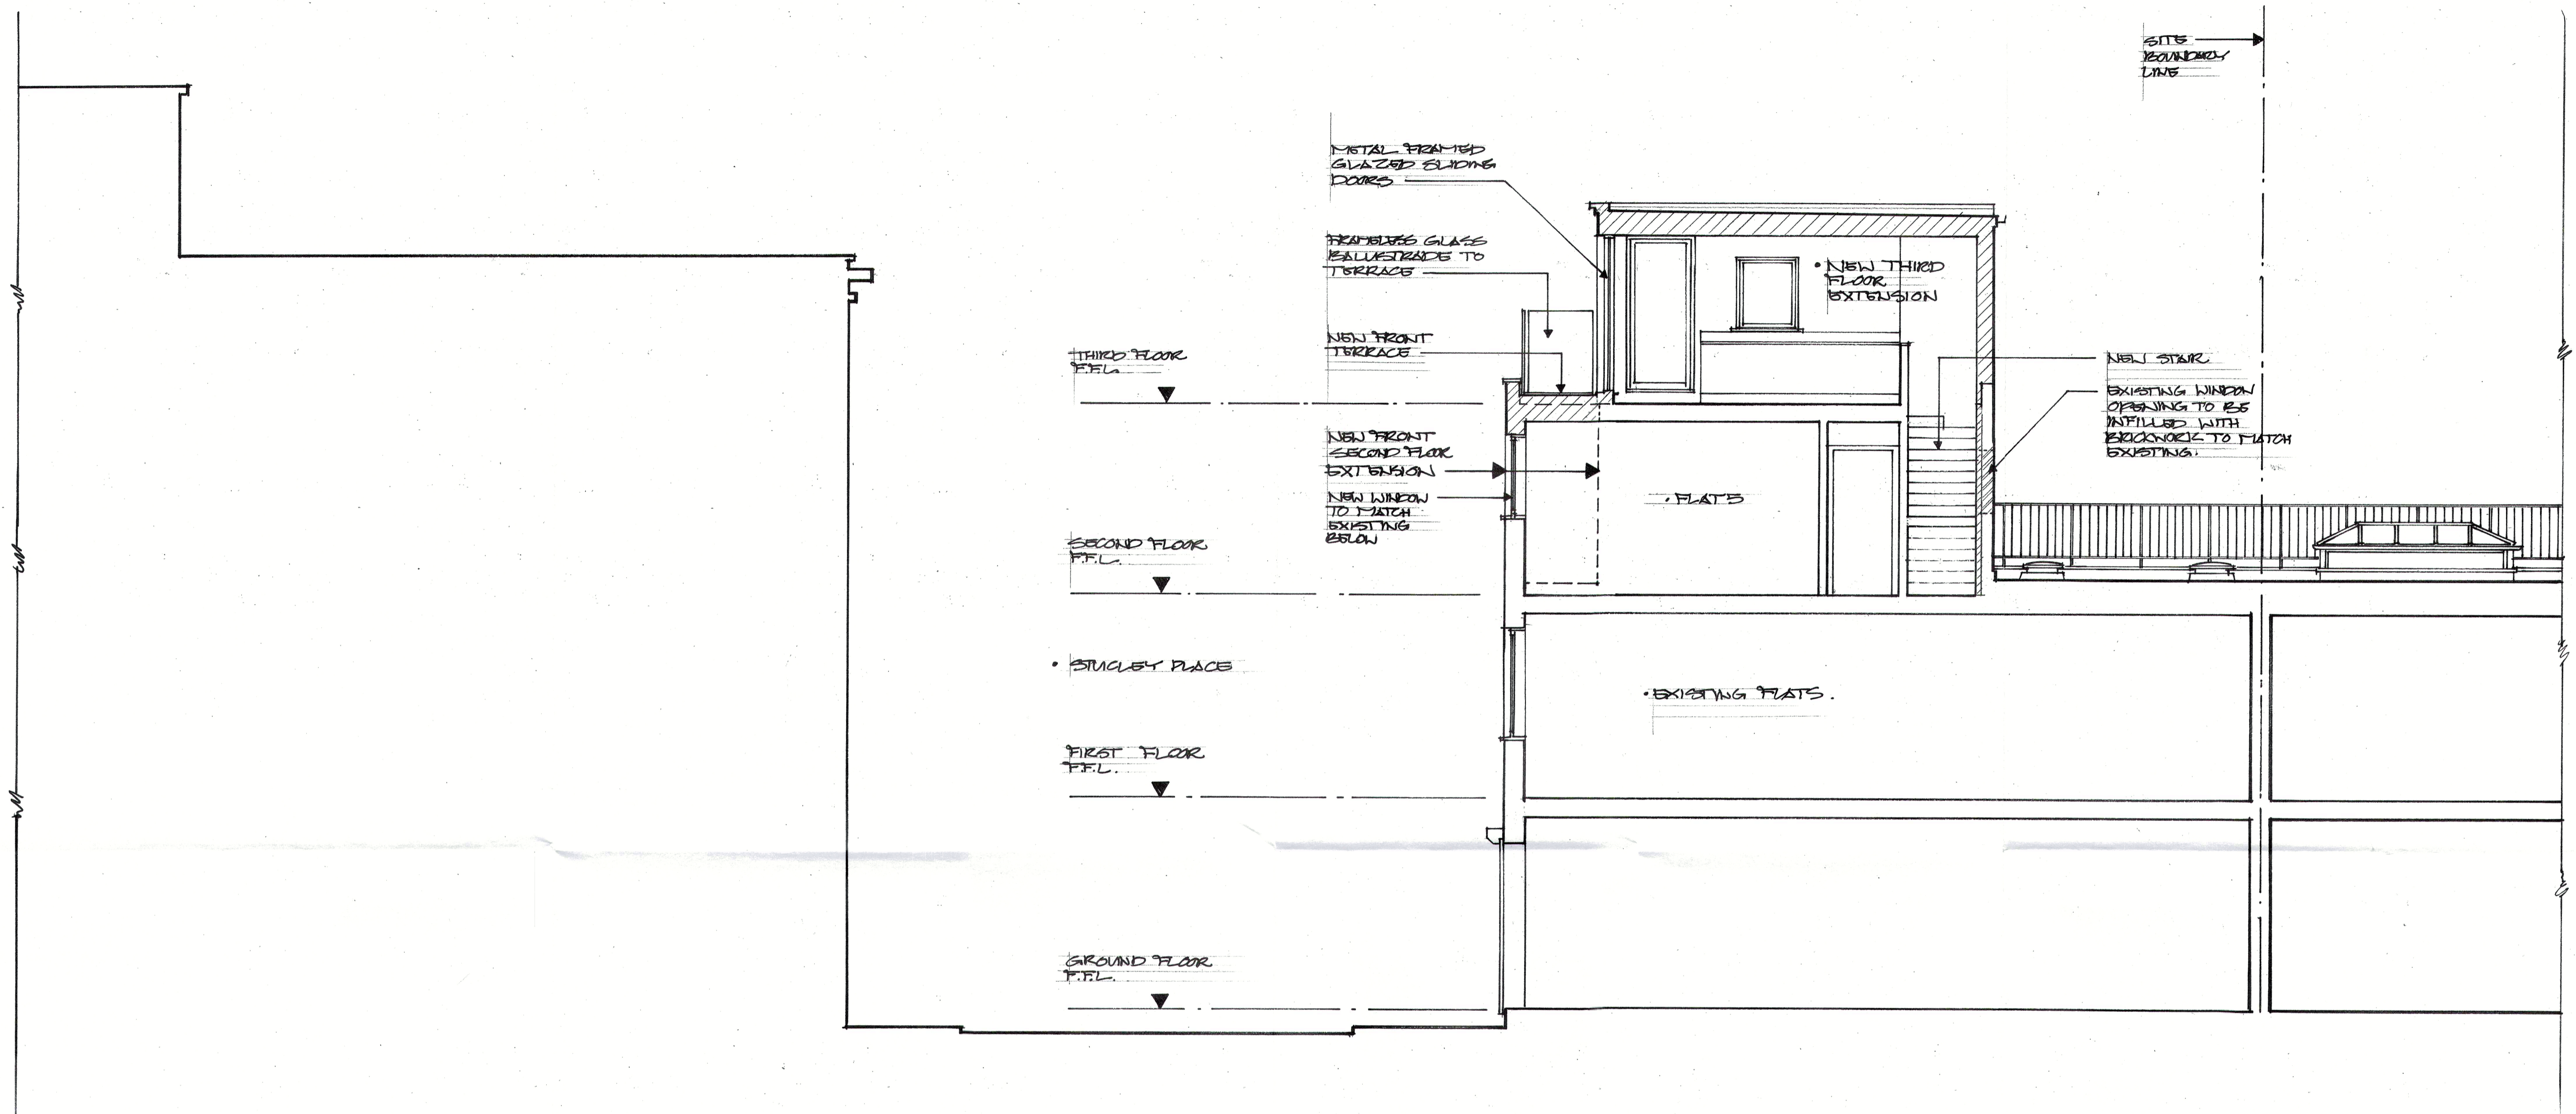 SITE
BOUNDARY
LINE
METAL FRAMED
GLAZED SLIDING
DOORS
FRAMELESS GLASS
BALUSTRADE TO
TERRACE
• NEW THIRD
FLOOR
EXTENSION
NEW FRONT
TERRACE
THIRD FLOOR
F.F.L.
NEW STAIR
EXISTING WINDOW
OPENING TO BE
INFILLED WITH
BRICKWORK TO MATCH
EXISTING.
NEW FRONT
SECOND FLOOR
EXTENSION
NEW WINDOW
TO MATCH
EXISTING
BELOW
• FLAT 5
SECOND FLOOR
F.F.L.
• STUCLEY PLACE
• EXISTING FLATS.
FIRST FLOOR
F.F.L.
GROUND FLOOR
F.F.L.